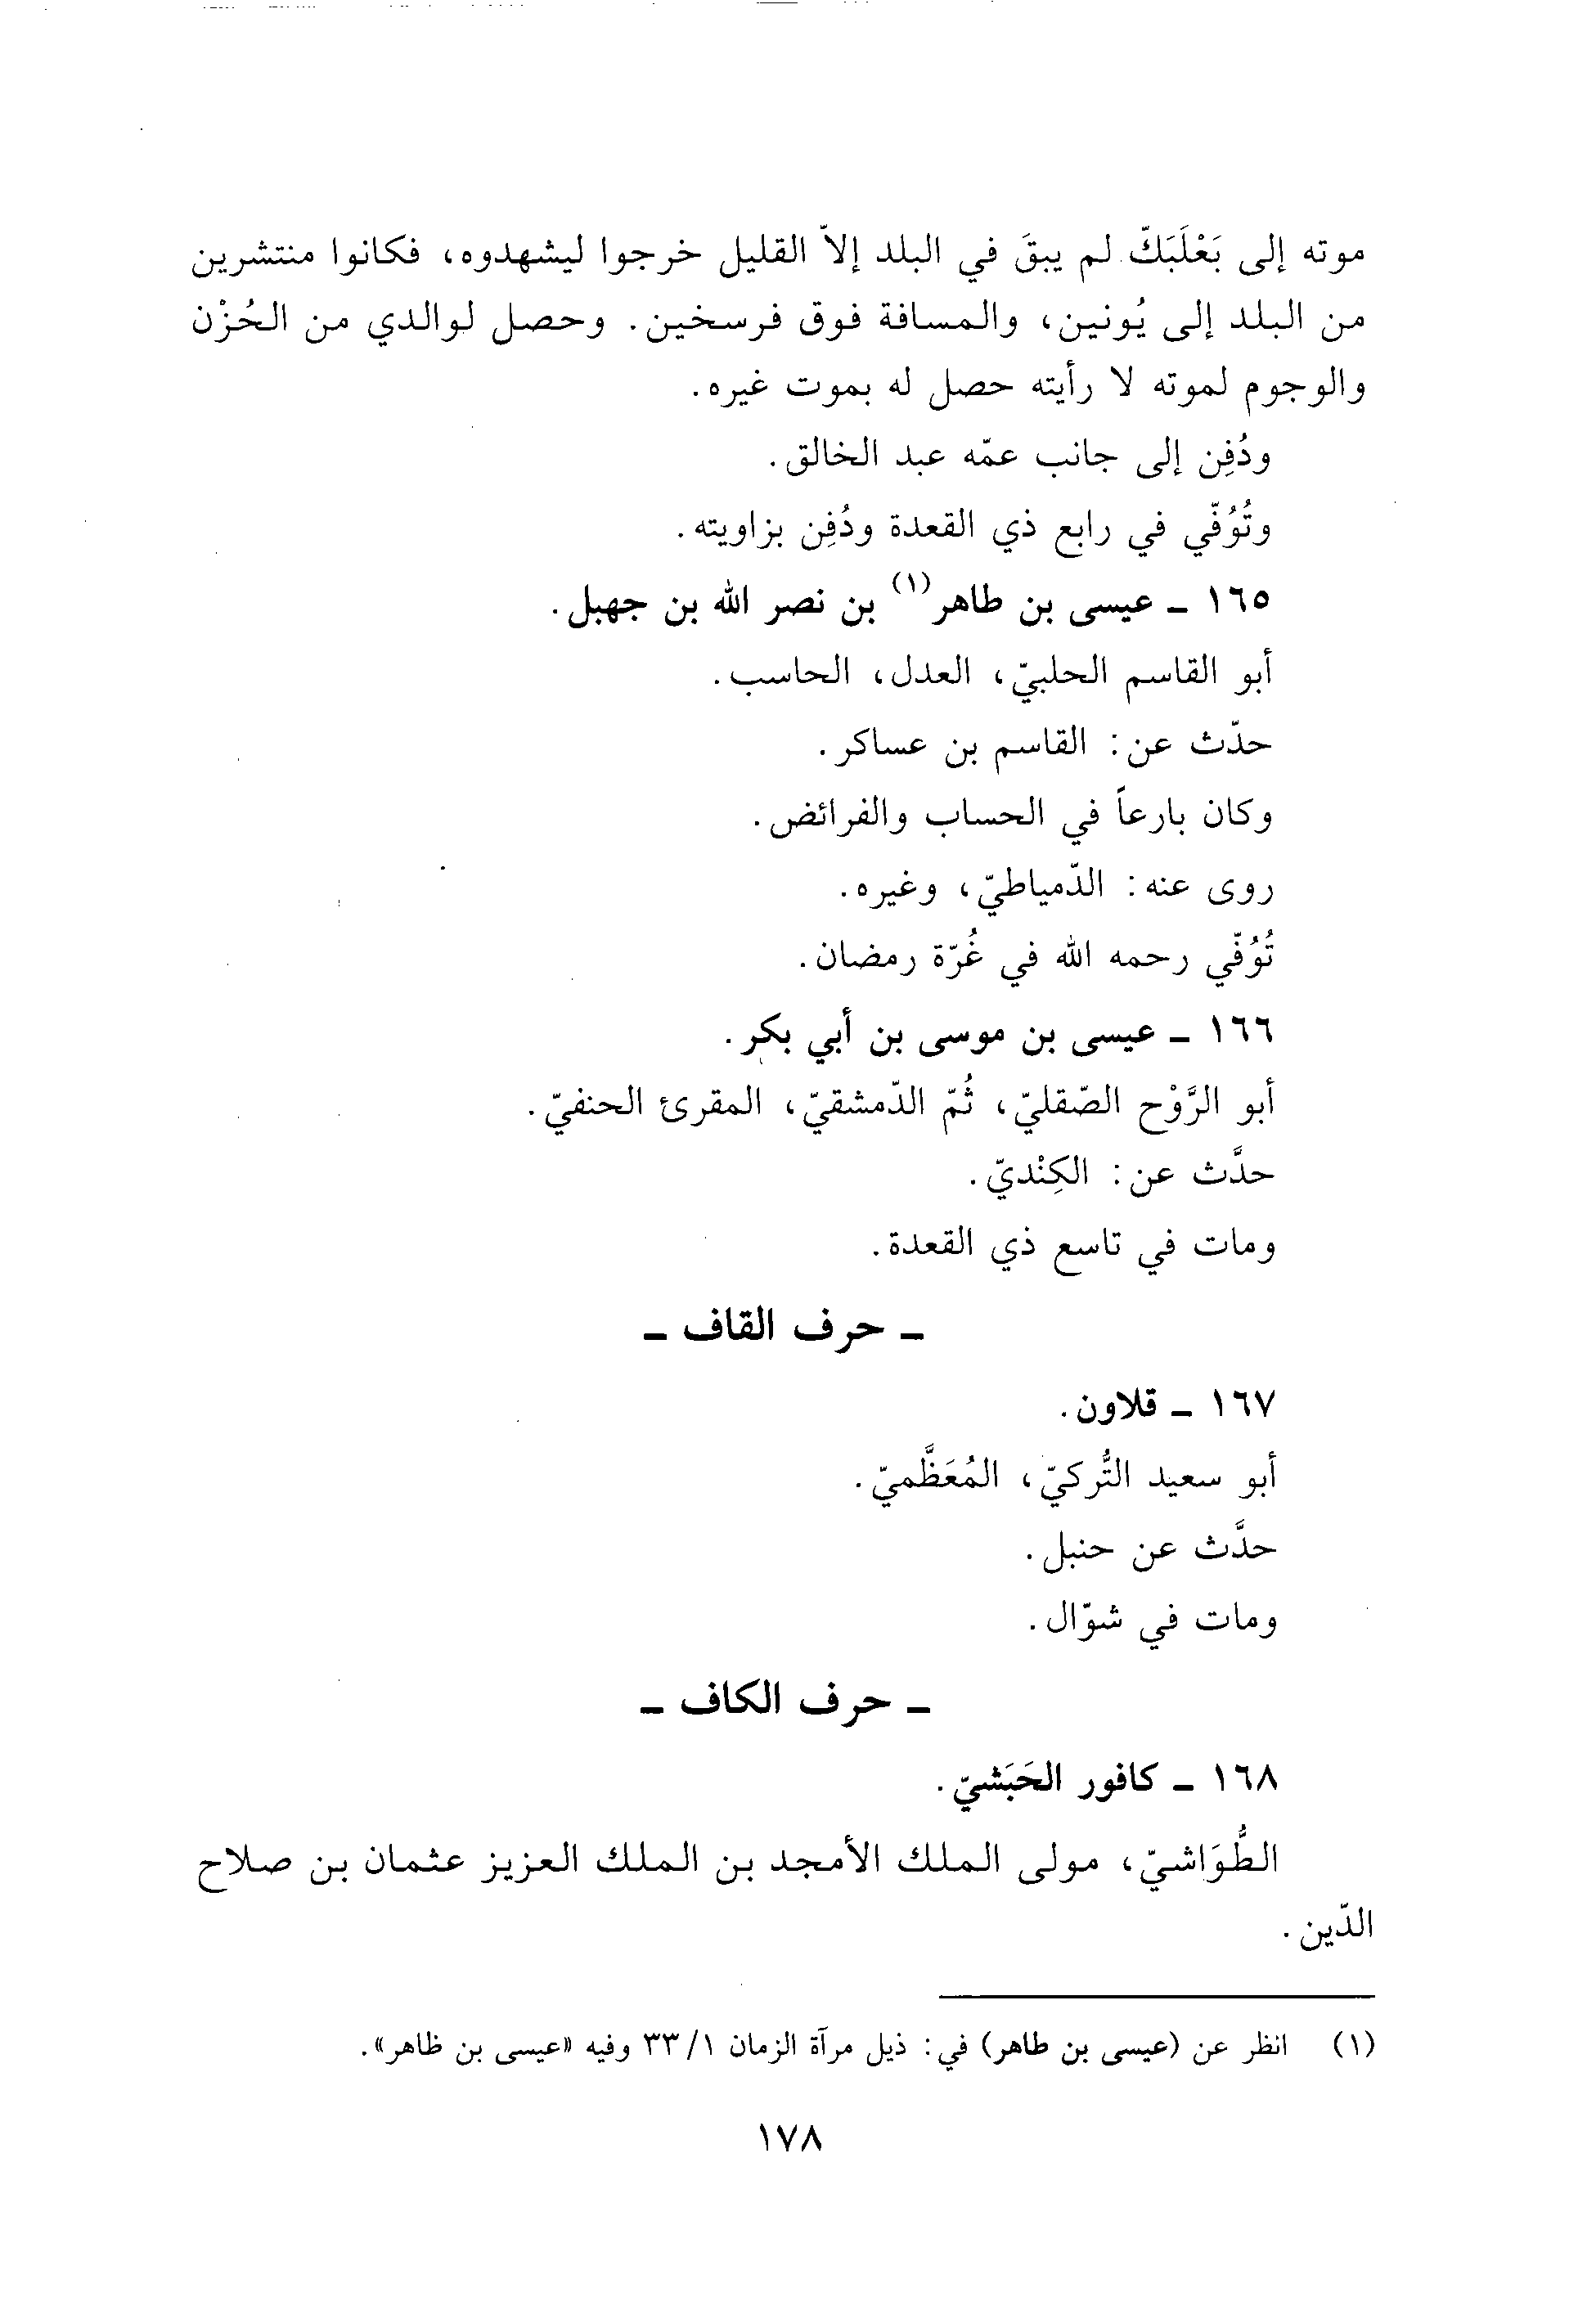 موته إلى بَعْلَبَكّ لم يبقَ في البلد إلاّ القليل خرجوا ليشهدوه، فكانوا منتشرين
من البلد إلى يُونين، والمسافة فوق فرسخين. وحصل لوالدي من الحُزْن
والوجوم لموته لا رأيته حصل له بموت غيره.
ودُفِن إلى جانب عمّه عبد الخالق.
وتُوُفّي في رابع ذي القعدة ودُفِن بزاويته.
١٦٥ ــ عيسى بن طاهر(١) بن نصر الله بن جهبل.
أبو القاسم الحلبيّ، العدل، الحاسب.
حدّث عن: القاسم بن عساكر.
وكان بارعاً في الحساب والفرائض.
روى عنه: الدّمياطيّ، وغيره.
تُوُفّي رحمه الله في غُرّة رمضان.
١٦٦ ــ عيسى بن موسى بن أبي بكر.
أبو الرَّوْح الصّقليّ، ثُمّ الدّمشقيّ، المقرئ الحنفيّ.
حدَّث عن: الكِنْديّ.
ومات في تاسع ذي القعدة.
ــ حرف القاف ــ
١٦٧ ــ قلاون.
أبو سعيد التُّركيّ، المُعَظَّميّ.
حدَّث عن حنبل.
ومات في شوّال.
ــ حرف الكاف ــ
١٦٨ ــ كافور الحَبَشيّ.
الطُّوَاشيّ، مولى الملك الأمجد بن الملك العزيز عثمان بن صلاح
الدّين.
(١) انظر عن (عيسى بن طاهر) في: ذيل مرآة الزمان ١/ ٣٣ وفيه «عيسى بن ظاهر».
١٧٨